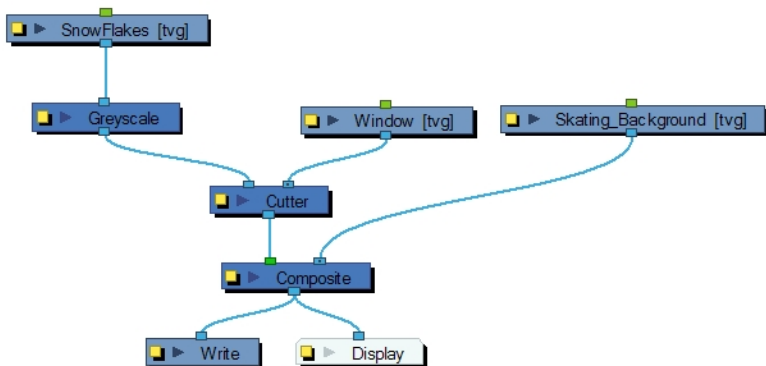 SnowFlakes [tvg]
Greyscale
Window [tvg]
Skating_Background [tvg]
Cutter
Composite
Write
Display